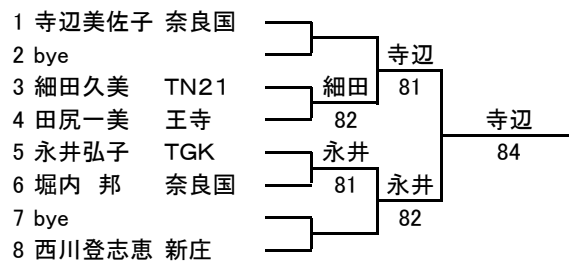 1 寺辺美佐子 奈良国
2 bye
寺辺
3 細田久美 TN21 細田 81
4 田尻一美 王寺 82 寺辺
5 永井弘子 TGK 永井 84
6 堀内 邦 奈良国 81 永井
7 bye 82
8 西川登志恵 新庄